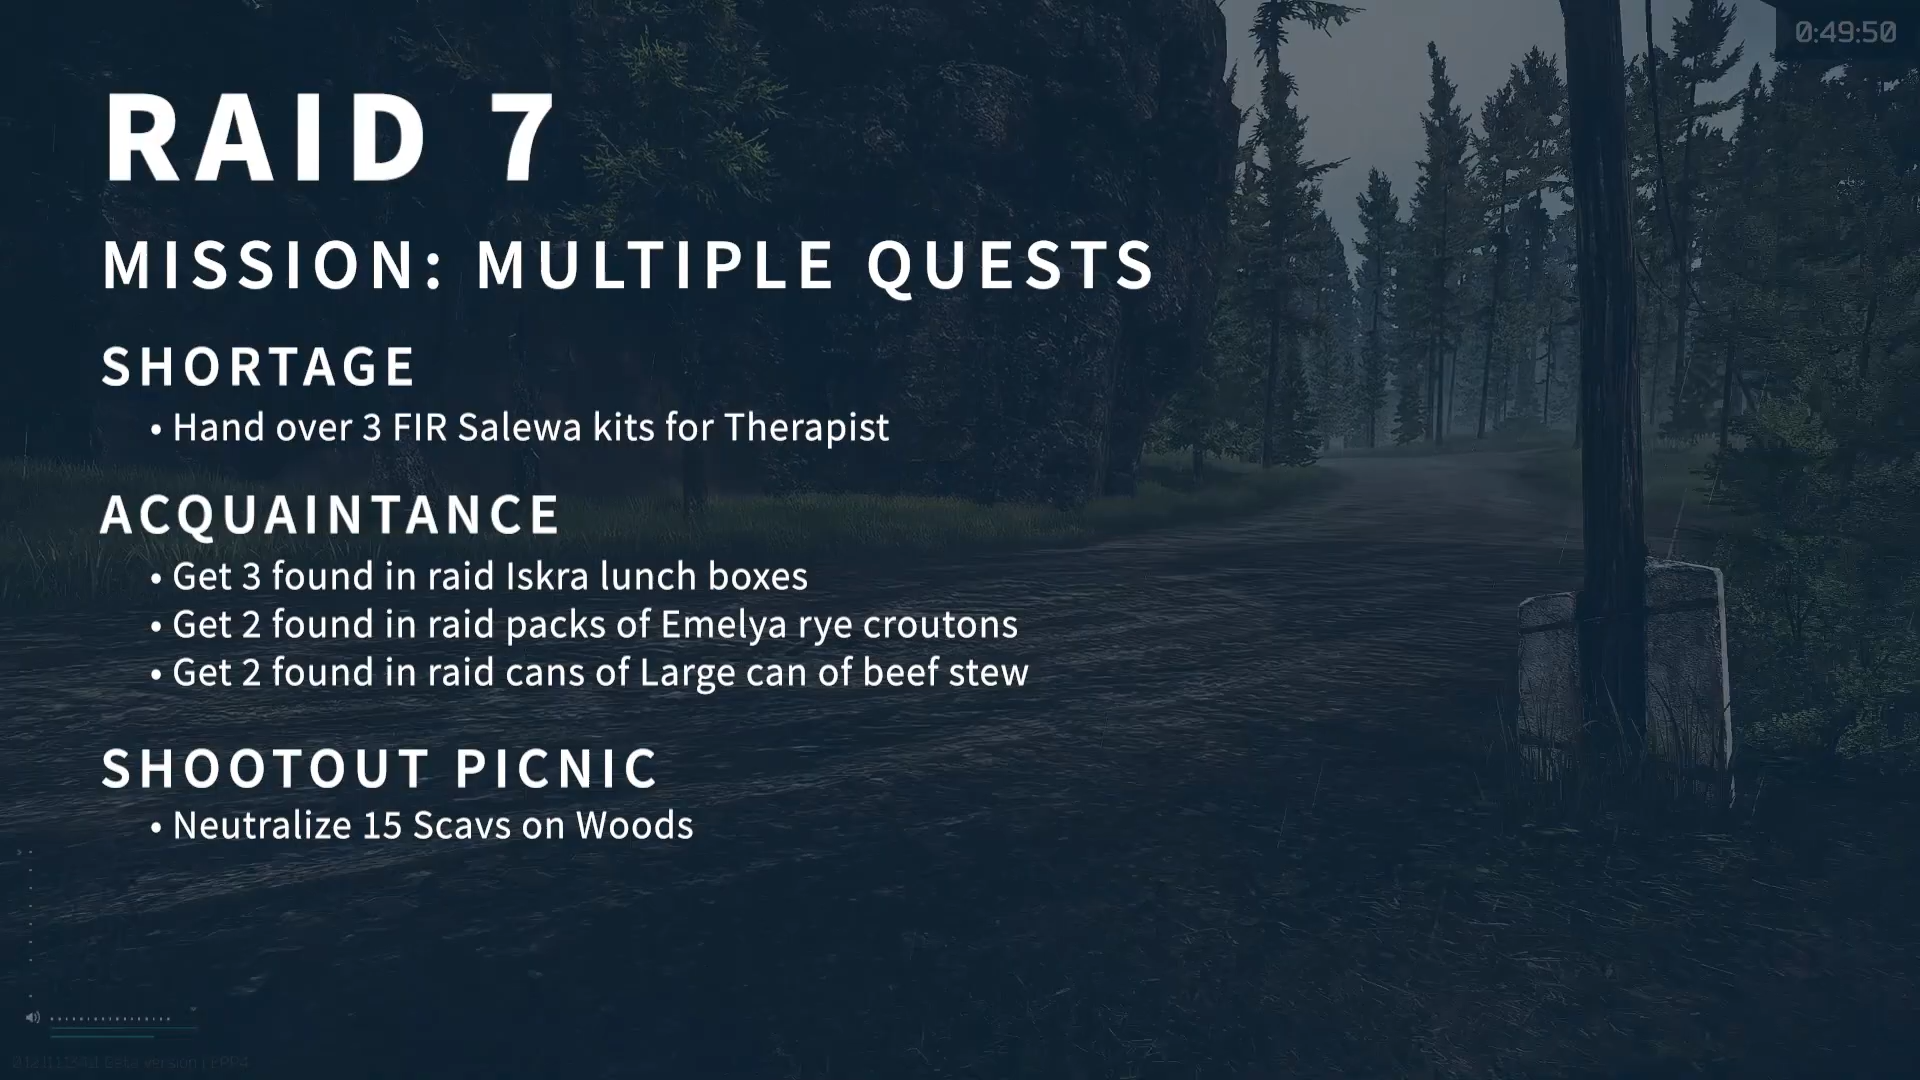 0:49:50
RAID 7
MISSION: MULTIPLE QUESTS
SHORTAGE
• Hand over 3 FIR Salewa kits for Therapist
ACQUAINTANCE
• Get 3 found in raid Iskra lunch boxes
• Get 2 found in raid packs of Emelya rye croutons
• Get 2 found in raid cans of Large can of beef stew
SHOOTOUT PICNIC
• Neutralize 15 Scavs on Woods
Beta version